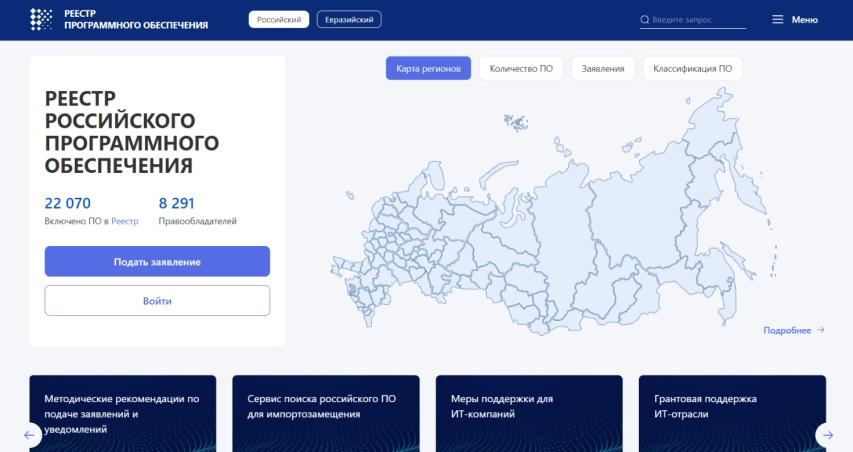 РЕЕСТР
ПРОГРАММНОГО ОБЕСПЕЧЕНИЯ
Российский
Евразийский
Введите запрос
Меню
РЕЕСТР
РОССИЙСКОГО
ПРОГРАММНОГО
ОБЕСПЕЧЕНИЯ
22 070
Включено ПО в Реестр
8 291
Правообладателей
Подать заявление
Войти
Карта регионов
Количество ПО
Заявления
Классификация ПО
Подробнее
Методические рекомендации по
подаче заявлений и
уведомлений
Сервис поиска российского ПО
для импортозамещения
Меры поддержки для
ИТ-компаний
Грантовая поддержка
ИТ-отрасли